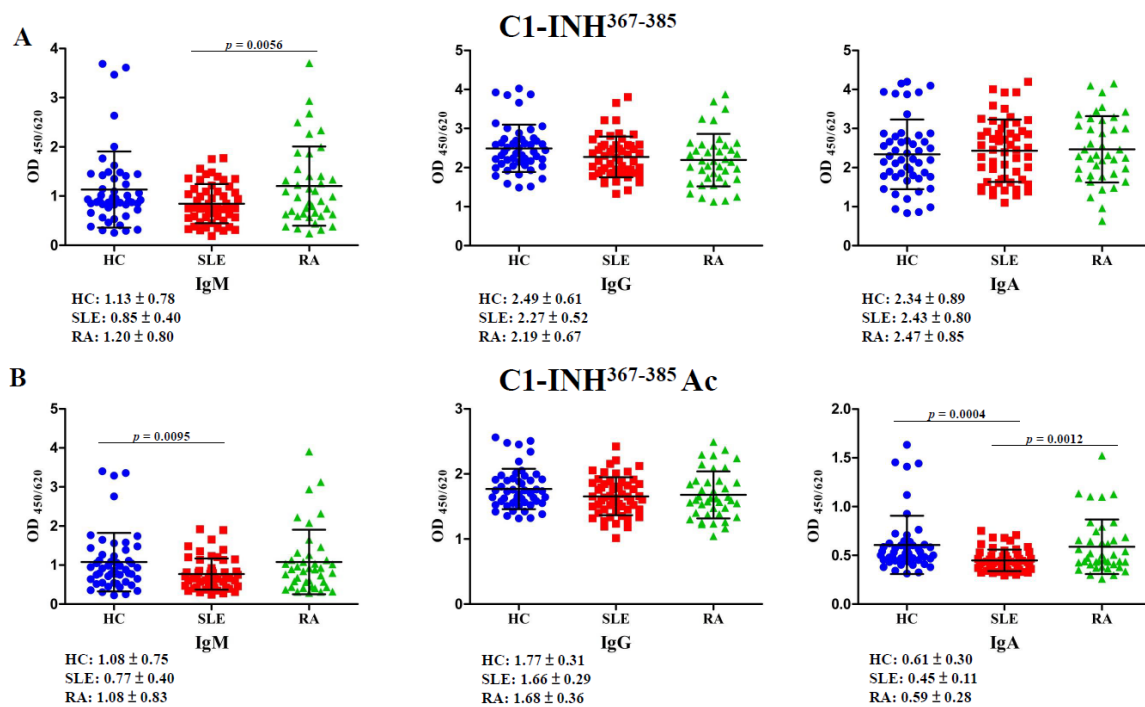 A
C1-INH367-385
OD 450/620
4
3
2
1
0
p = 0.0056
HC SLE RA
IgM
HC: 1.13 ± 0.78
SLE: 0.85 ± 0.40
RA: 1.20 ± 0.80
OD 450/620
5
4
3
2
1
0
HC SLE RA
IgG
HC: 2.49 ± 0.61
SLE: 2.27 ± 0.52
RA: 2.19 ± 0.67
OD 450/620
5
4
3
2
1
0
HC SLE RA
IgA
HC: 2.34 ± 0.89
SLE: 2.43 ± 0.80
RA: 2.47 ± 0.85
B
C1-INH367-385 Ac
OD 450/620
5
4
3
2
1
0
p = 0.0095
HC SLE RA
IgM
HC: 1.08 ± 0.75
SLE: 0.77 ± 0.40
RA: 1.08 ± 0.83
OD 450/620
3
2
1
0
HC SLE RA
IgG
HC: 1.77 ± 0.31
SLE: 1.66 ± 0.29
RA: 1.68 ± 0.36
OD 450/620
2.0
1.5
1.0
0.5
0.0
p = 0.0004
p = 0.0012
HC SLE RA
IgA
HC: 0.61 ± 0.30
SLE: 0.45 ± 0.11
RA: 0.59 ± 0.28